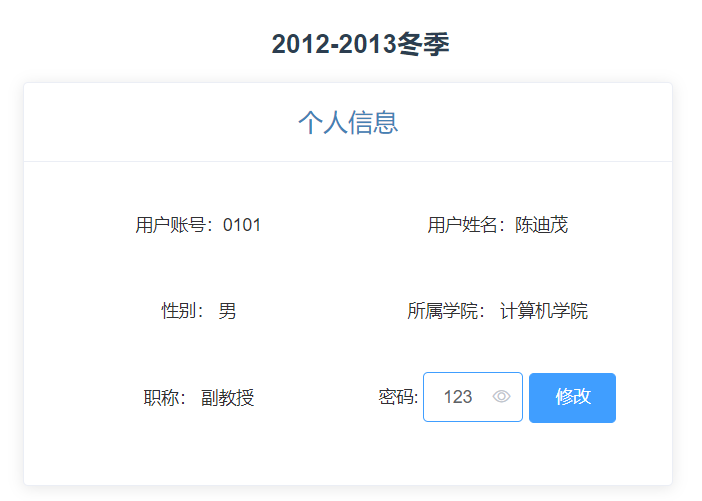 2012-2013冬季
个人信息
用户账号：0101 用户姓名：陈迪茂
性别： 男 所属学院： 计算机学院
职称： 副教授 密码: 123 修改